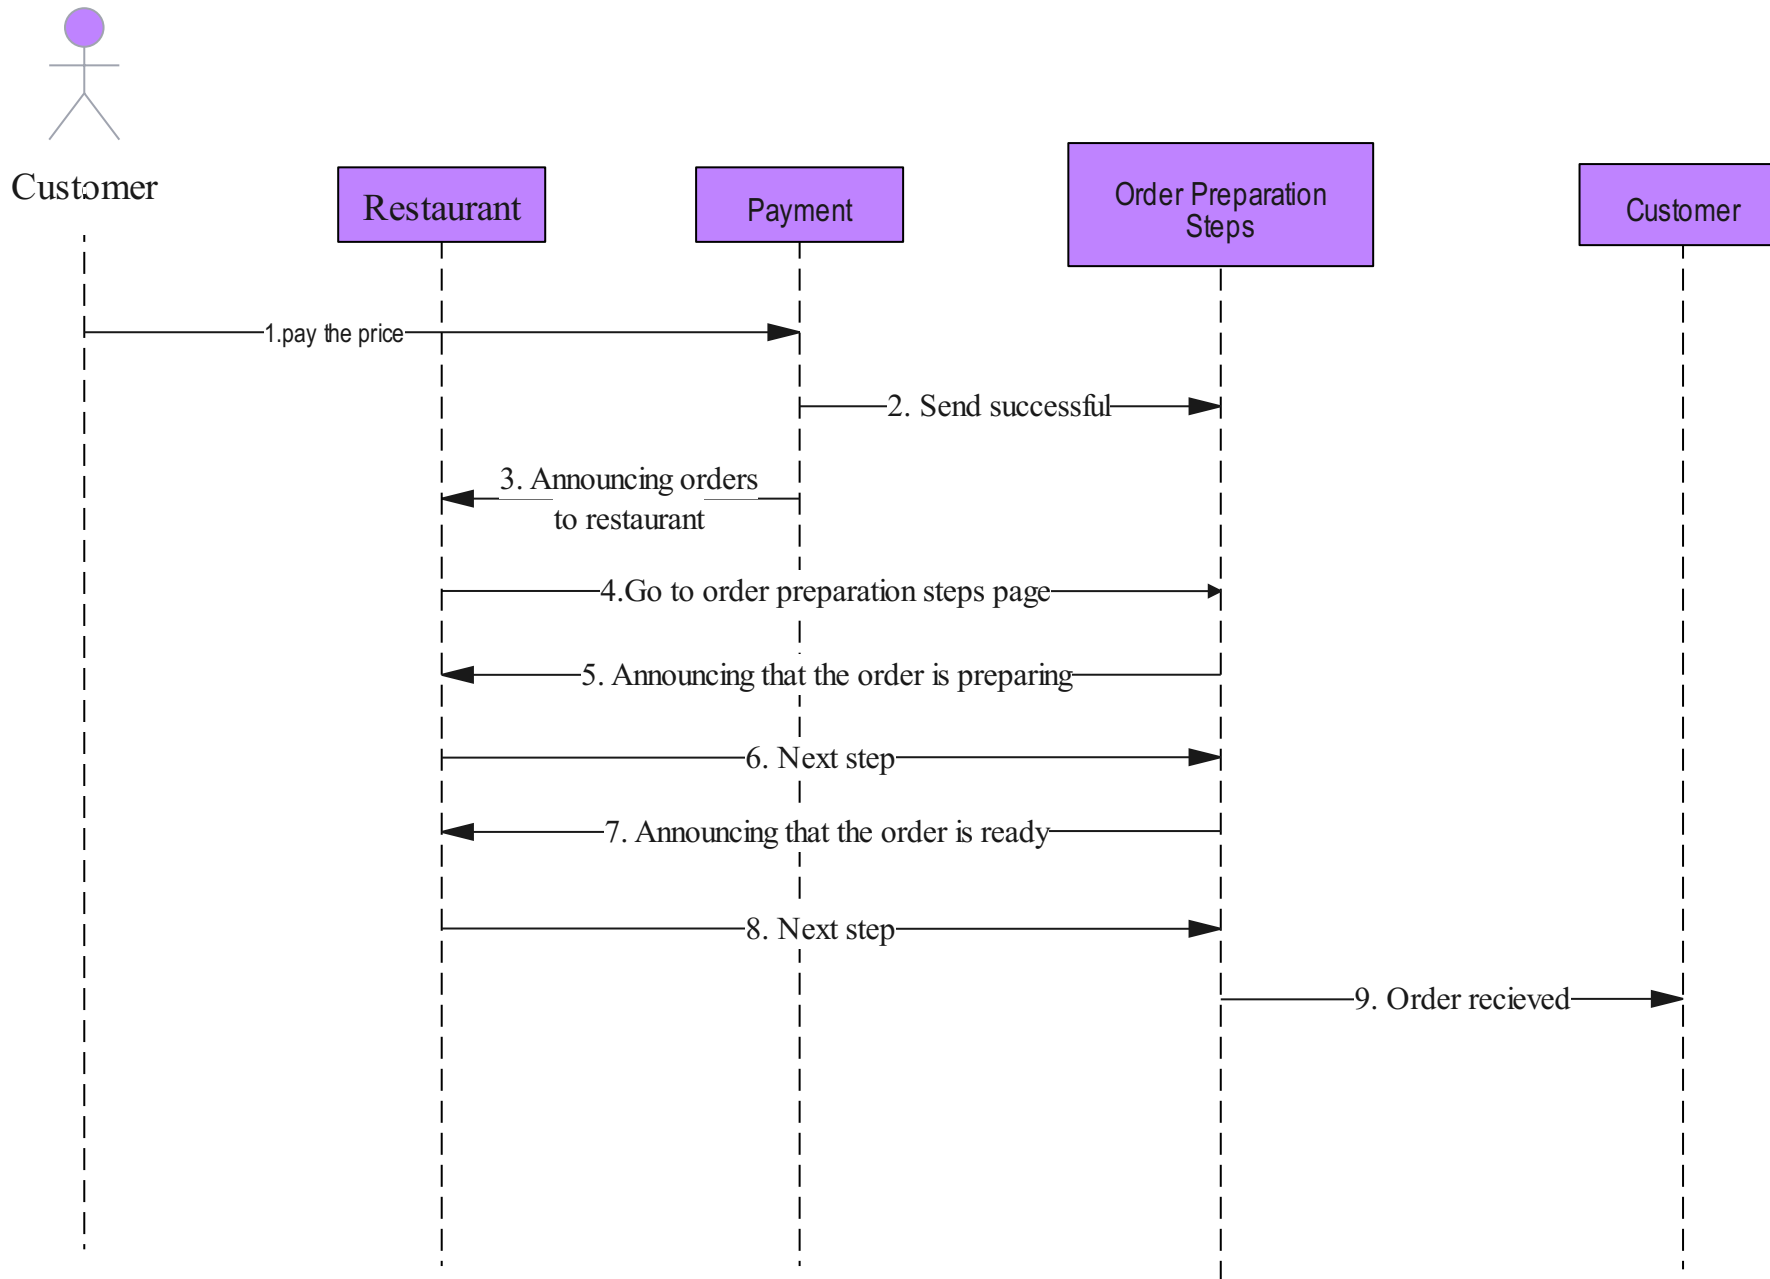 Customer
Restaurant
Payment
Order Preparation
Steps
Customer
1.pay the price
2. Send successful
3. Announcing orders
to restaurant
4.Go to order preparation steps page
5. Announcing that the order is preparing
6. Next step
7. Announcing that the order is ready
8. Next step
9. Order recieved